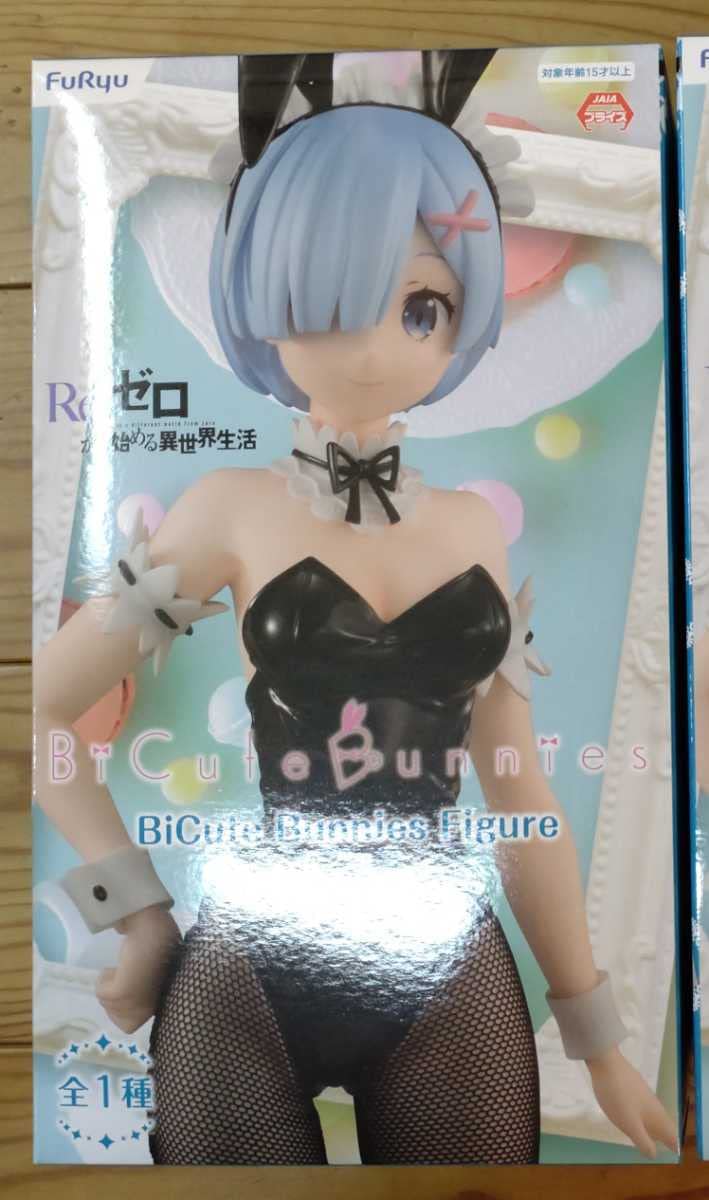 FuRyu
対象年齢15才以上
JAIA
プライズ
Re:ゼロ
から始める異世界生活
BiCute Bunnies
BiCute Bunnies Figure
全1種